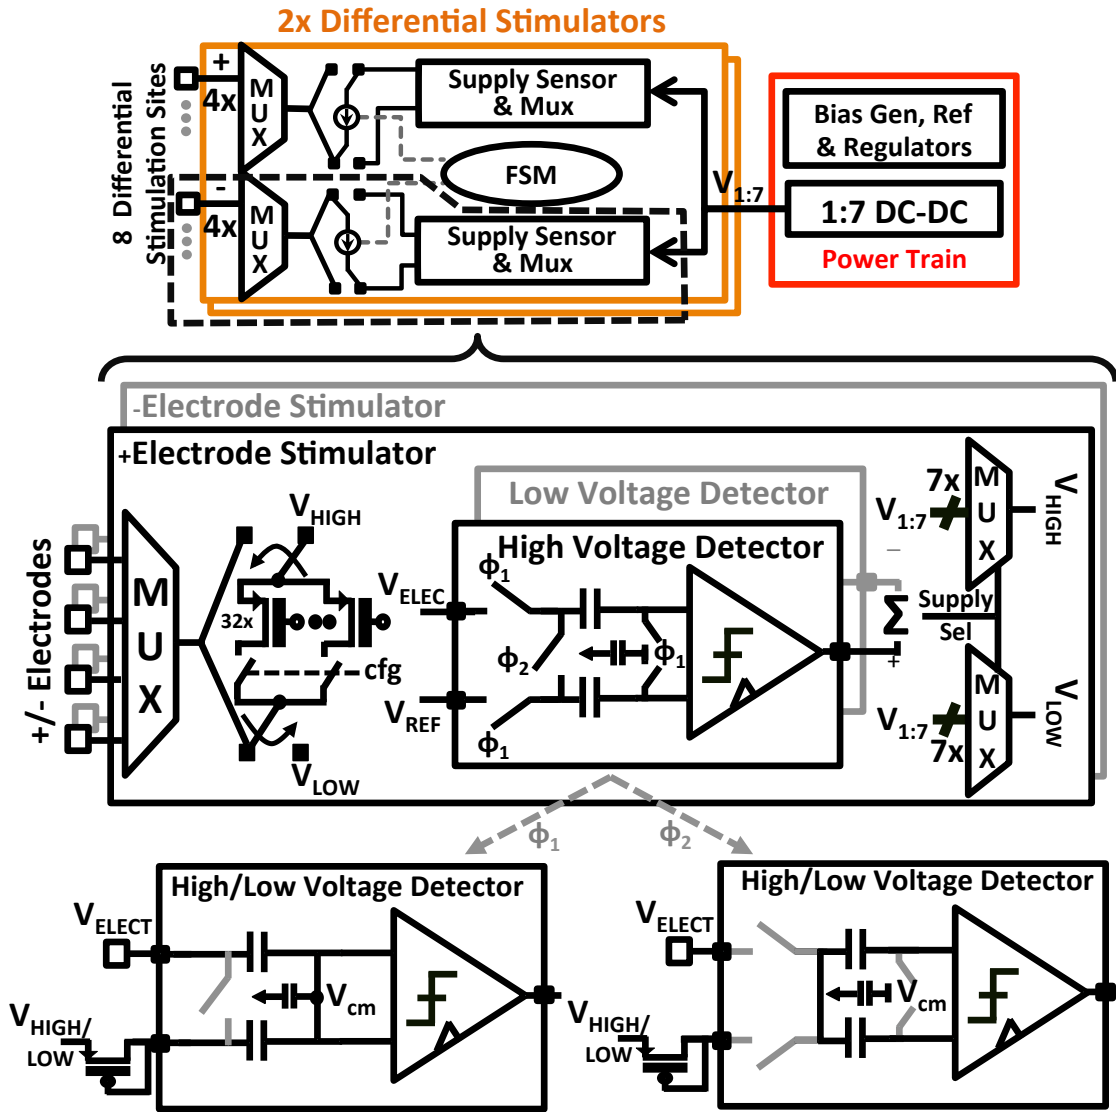 2x Differential Stimulators
8 Differential
Stimulation Sites
+
4x
MUX
Supply Sensor
& Mux
FSM
-
4x
MUX
Supply Sensor
& Mux
V1:7
Bias Gen, Ref
& Regulators
1:7 DC-DC
Power Train
-Electrode Stimulator
+Electrode Stimulator
+/- Electrodes
MUX
VHIGH
32x
cfg
VLOW
Low Voltage Detector
High Voltage Detector
VELEC
VREF
ϕ1
ϕ2
ϕ1
ϕ1
−
Σ
+
Supply
Sel
7x
V1:7
MUX
VHIGH
V1:7
7x
MUX
VLOW
ϕ1
ϕ2
High/Low Voltage Detector
VELECT
Vcm
VHIGH/
LOW
High/Low Voltage Detector
VELECT
Vcm
VHIGH/
LOW